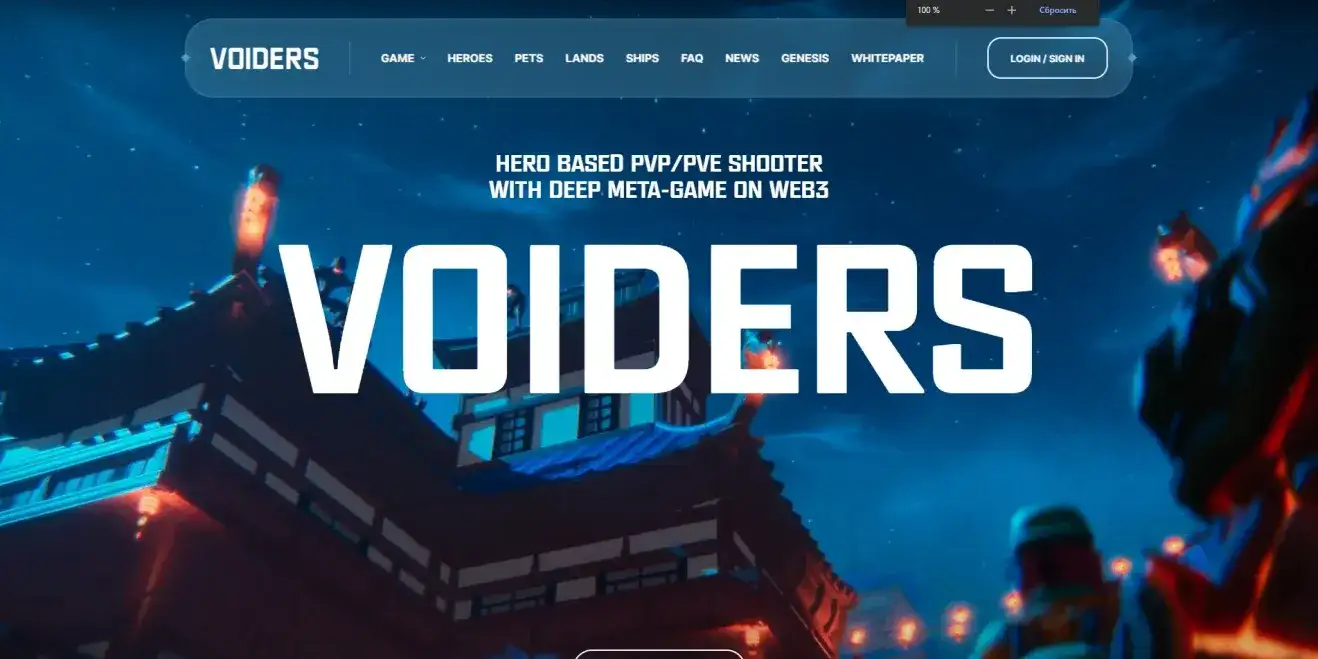 100 % − + Сбросить
VOIDERS GAME HEROES PETS LANDS SHIPS FAQ NEWS GENESIS WHITEPAPER LOGIN / SIGN IN
HERO BASED PVP/PVE SHOOTER
WITH DEEP META-GAME ON WEB3
VOIDERS